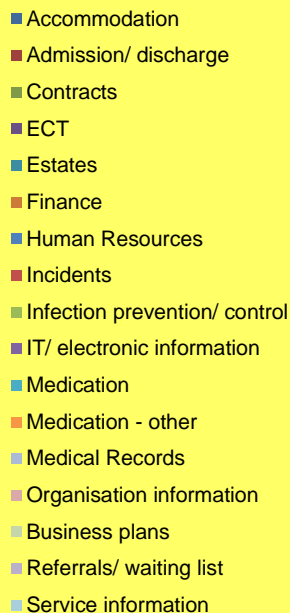 Accommodation
Admission/ discharge
Contracts
ECT
Estates
Finance
Human Resources
Incidents
Infection prevention/ control
IT/ electronic information
Medication
Medication - other
Medical Records
Organisation information
Business plans
Referrals/ waiting list
Service information